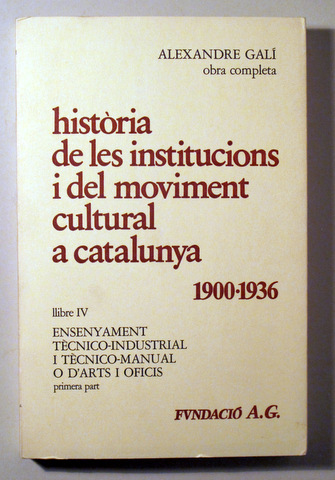 ALEXANDRE GALÍ
obra completa
història
de les institucions
i del moviment
cultural
a catalunya
1900·1936
llibre IV
ENSENYAMENT
TÈCNICO-INDUSTRIAL
I TÈCNICO-MANUAL
O D'ARTS I OFICIS
primera part
FVNDACIÓ A.G.